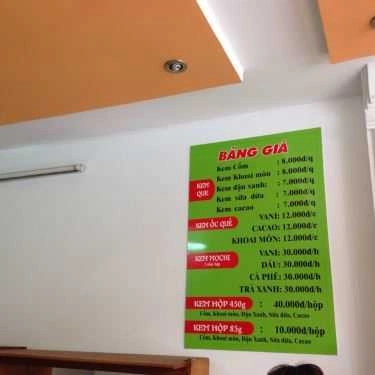 BẢNG GIÁ
KEM QUE
Kem Cốm : 8.000đ/q
Kem Khoai môn : 8.000đ/q
Kem đậu xanh : 7.000đ/q
Kem sữa dừa : 7.000đ/q
Kem cacao : 7.000đ/q
KEM ỐC QUẾ
VANI: 12.000đ/c
CACAO: 12.000đ/c
KHOAI MÔN: 12.000đ/c
KEM MOCHI
VANI: 30.000đ/h
DÂU: 30.000đ/h
CÀ PHÊ: 30.000đ/h
TRÀ XANH: 30.000đ/h
KEM HỘP 450g : 40.000đ/hộp
Cốm, Khoai môn, Đậu Xanh, Sữa dừa, Cacao
KEM HỘP 85g : 10.000đ/hộp
Cốm, Khoai môn, Đậu Xanh, Sữa dừa, Cacao